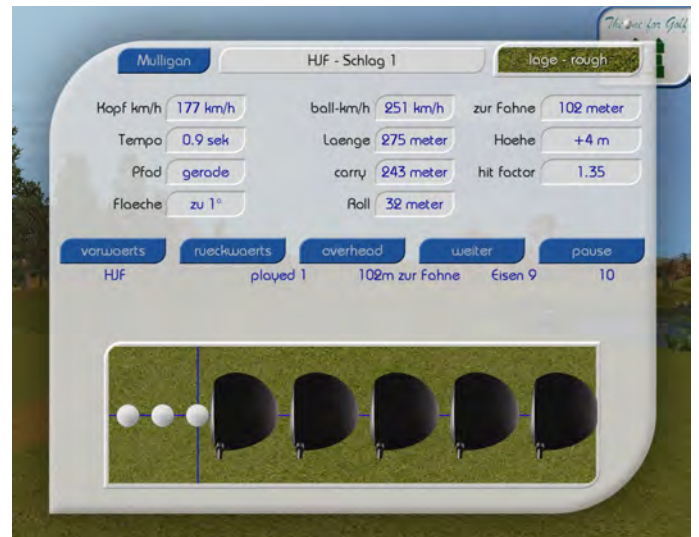 The One for Golf
Mulligan HJF - Schlag 1 lage - rough
Kopf km/h 177 km/h ball-km/h 251 km/h zur Fahne 102 meter
Tempo 0.9 sek Laenge 275 meter Hoehe +4 m
Pfad gerade carry 243 meter hit factor 1.35
Flaeche zu 1° Roll 32 meter
vorwaerts rueckwaerts overhead weiter pause
HJF played 1 102m zur Fahne Eisen 9 10